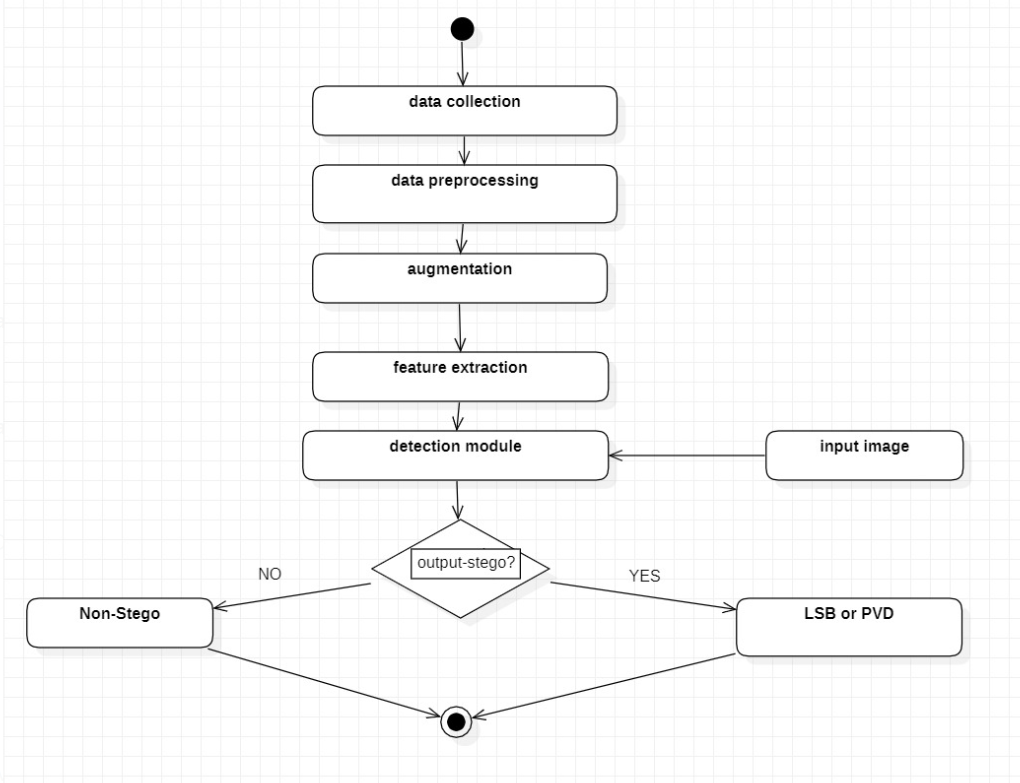 data collection
data preprocessing
augmentation
feature extraction
detection module
input image
output-stego?
NO
YES
Non-Stego
LSB or PVD